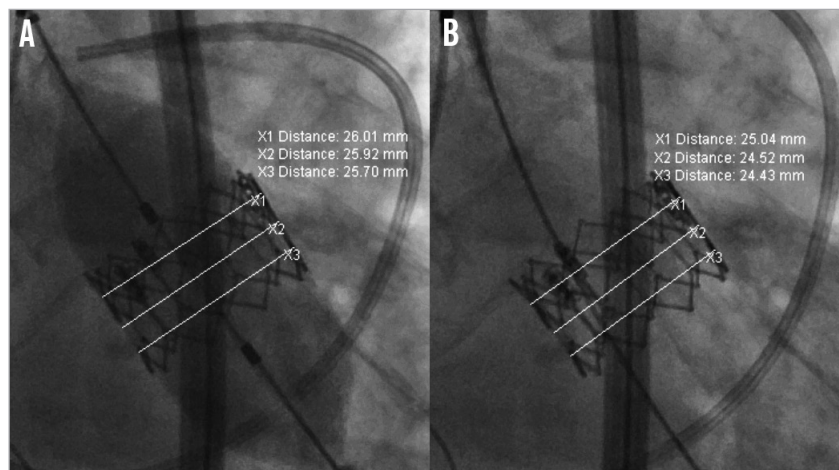 A
X1 Distance: 26.01 mm
X2 Distance: 25.92 mm
X3 Distance: 25.70 mm
X1
X2
X3
B
X1 Distance: 25.04 mm
X2 Distance: 24.52 mm
X3 Distance: 24.43 mm
X1
X2
X3